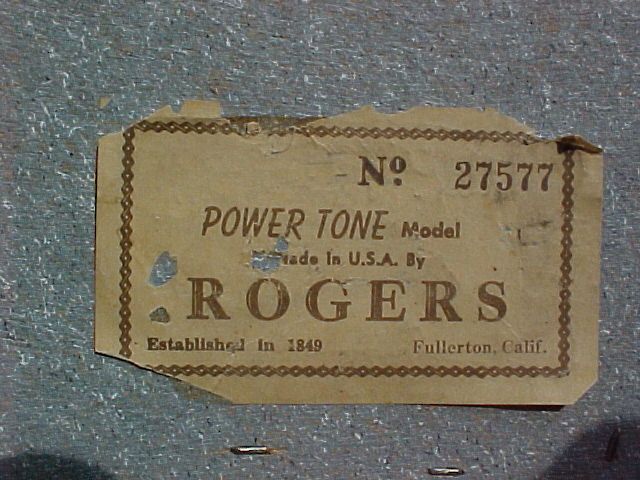 Nº 27577
POWER TONE Model
Made In U.S.A. By
ROGERS
Established in 1849 Fullerton, Calif.